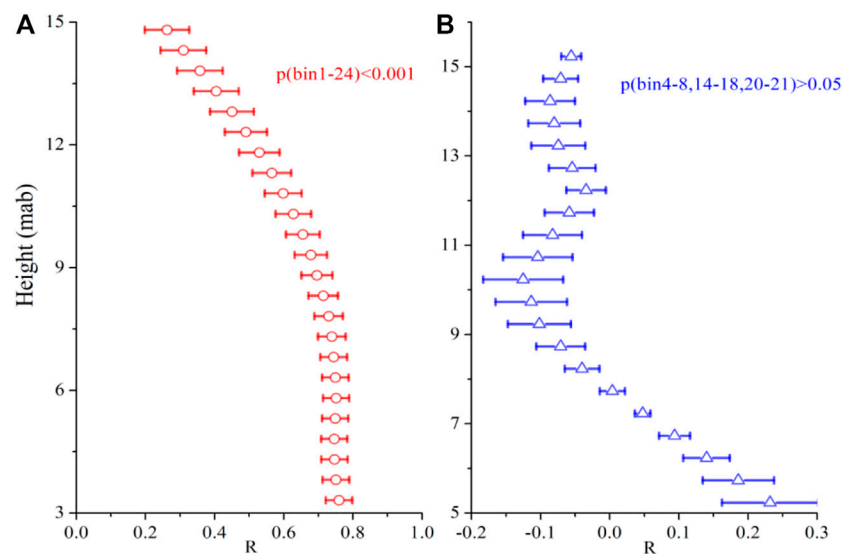 A
B
p(bin1-24)<0.001
p(bin4-8,14-18,20-21)>0.05
Height (mab)
15
12
9
6
3
0.0 0.2 0.4 0.6 0.8 1.0
R
15
13
11
9
7
5
-0.2 -0.1 0.0 0.1 0.2 0.3
R